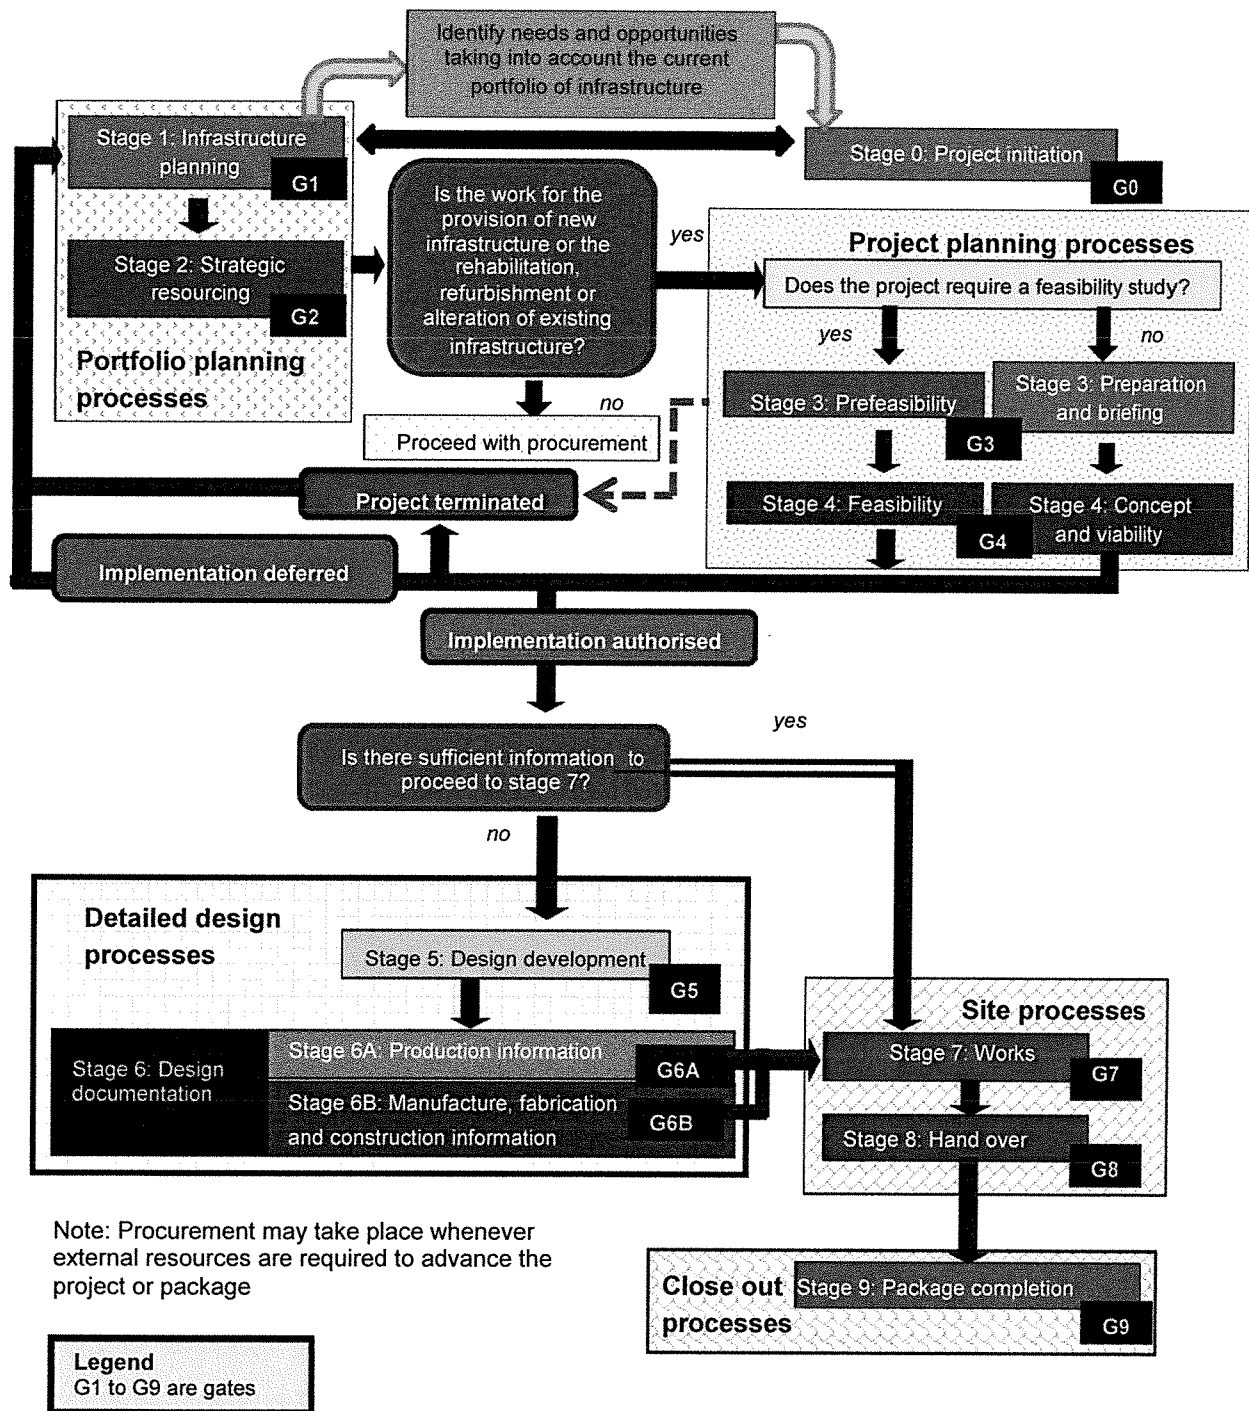 Identify needs and opportunities
taking into account the current
portfolio of infrastructure
Stage 1: Infrastructure
planning
G1
Stage 0: Project initiation
G0
Is the work for the
provision of new
infrastructure or the
rehabilitation,
refurbishment or
alteration of existing
infrastructure?
yes
Stage 2: Strategic
resourcing
G2
Portfolio planning
processes
no
Proceed with procurement
Project planning processes
Does the project require a feasibility study?
yes
no
Stage 3: Prefeasibility
G3
Stage 3: Preparation
and briefing
Stage 4: Feasibility
G4
Stage 4: Concept
and viability
Project terminated
Implementation deferred
Implementation authorised
Is there sufficient information to
proceed to stage 7?
yes
no
Detailed design
processes
Stage 5: Design development
G5
Stage 6: Design
documentation
Stage 6A: Production information
G6A
Stage 6B: Manufacture, fabrication
and construction information
G6B
Site processes
Stage 7: Works
G7
Stage 8: Hand over
G8
Note: Procurement may take place whenever
external resources are required to advance the
project or package
Close out
processes
Stage 9: Package completion
G9
Legend
G1 to G9 are gates